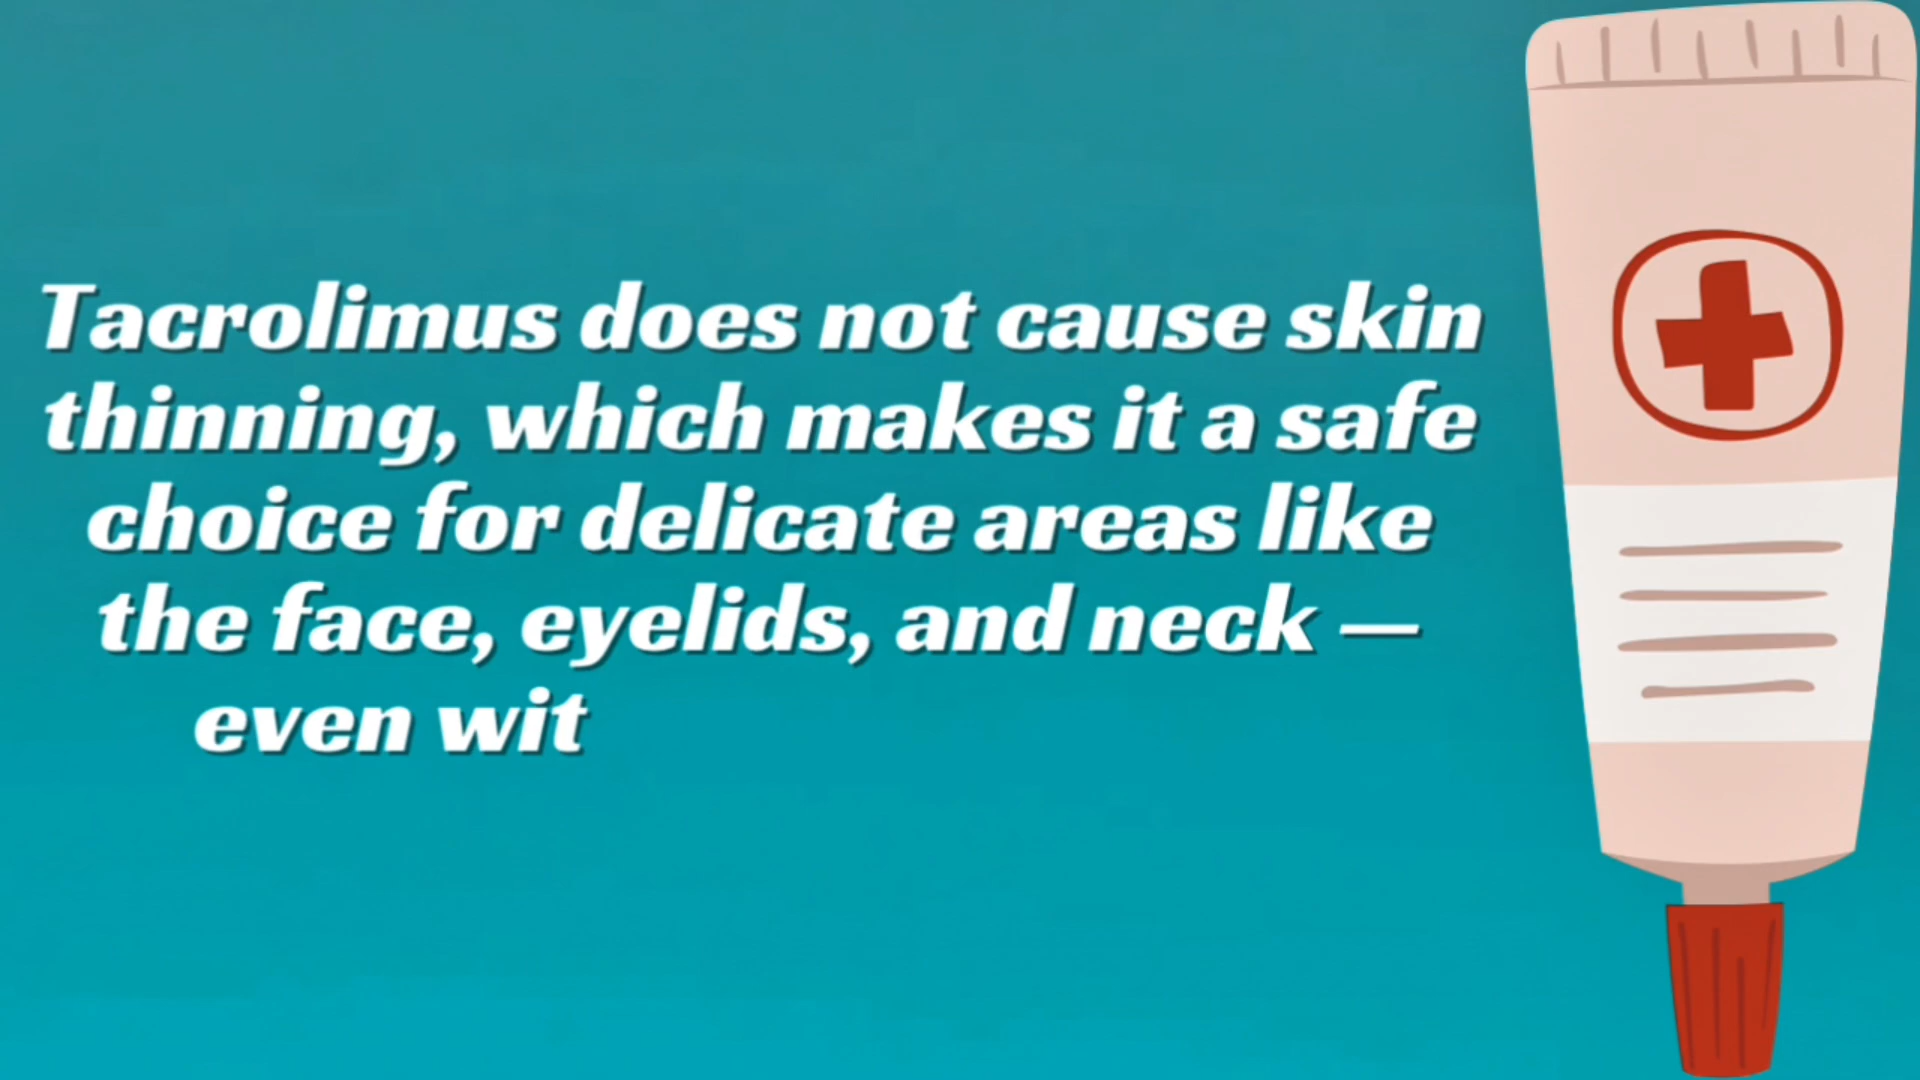 Tacrolimus does not cause skin
thinning, which makes it a safe
choice for delicate areas like
the face, eyelids, and neck —
even wit